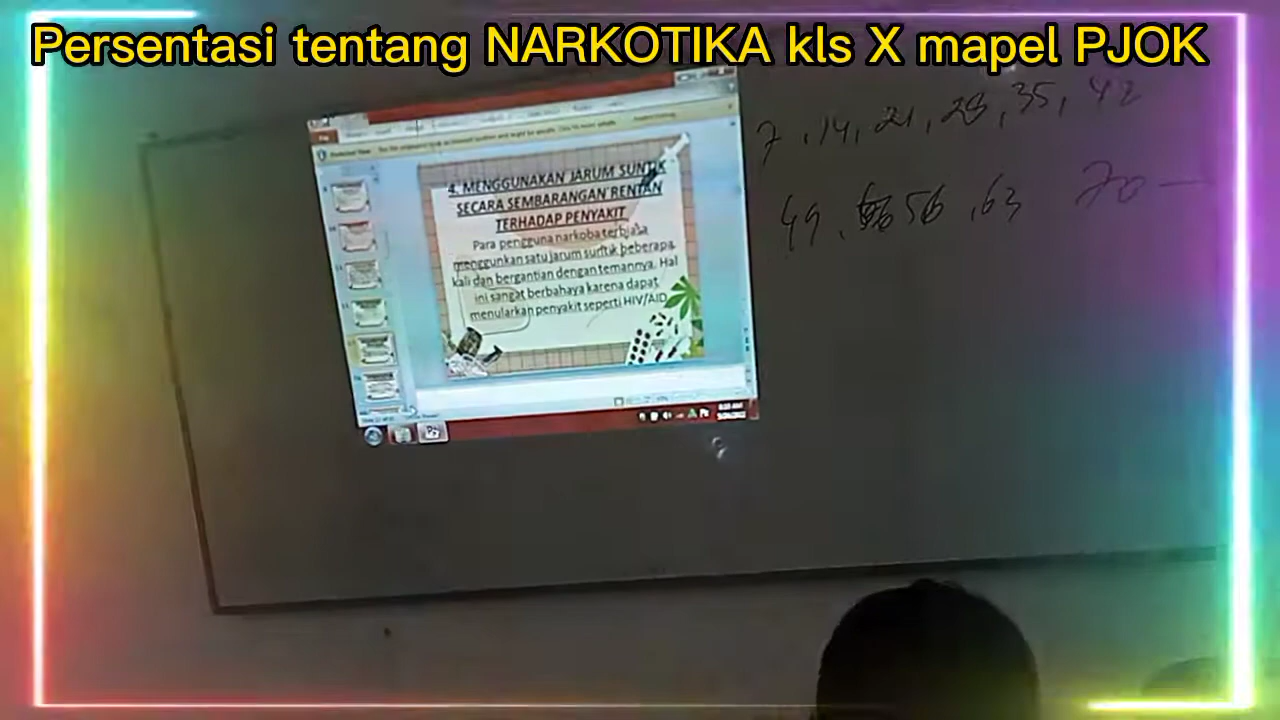 Persentasi tentang NARKOTIKA kls X mapel PJOK
4. MENGGUNAKAN JARUM SUNTIK
SECARA SEMBARANGAN RENTAN
TERHADAP PENYAKIT
Para pengguna narkoba terbiasa
menggunkan satu jarum suntik beberapa
kali dan bergantian dengan temannya. Hal
ini sangat berbahaya karena dapat
menularkan penyakit seperti HIV/AID
7, 14, 21, 28, 35, 42
49, 56, 63 70